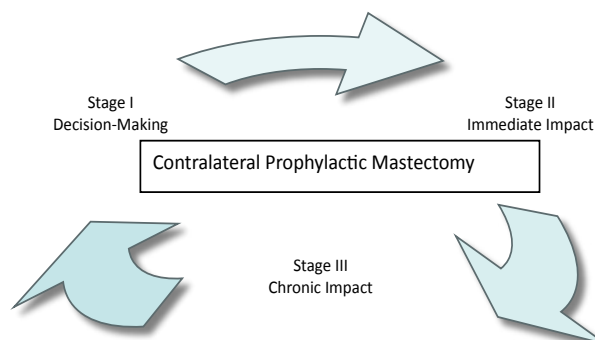 Stage I
Decision-Making
Stage II
Immediate Impact
Contralateral Prophylactic Mastectomy
Stage III
Chronic Impact